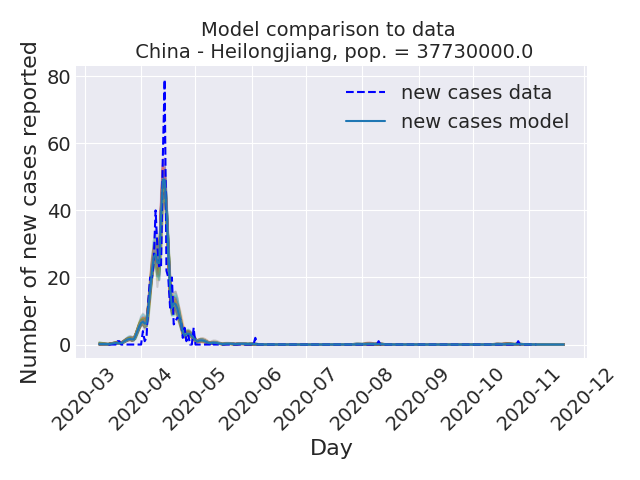 Model comparison to data
China - Heilongjiang, pop. = 37730000.0
Number of new cases reported
80
60
40
20
0
new cases data
new cases model
2020-03
2020-04
2020-05
2020-06
2020-07
2020-08
2020-09
2020-10
2020-11
2020-12
Day